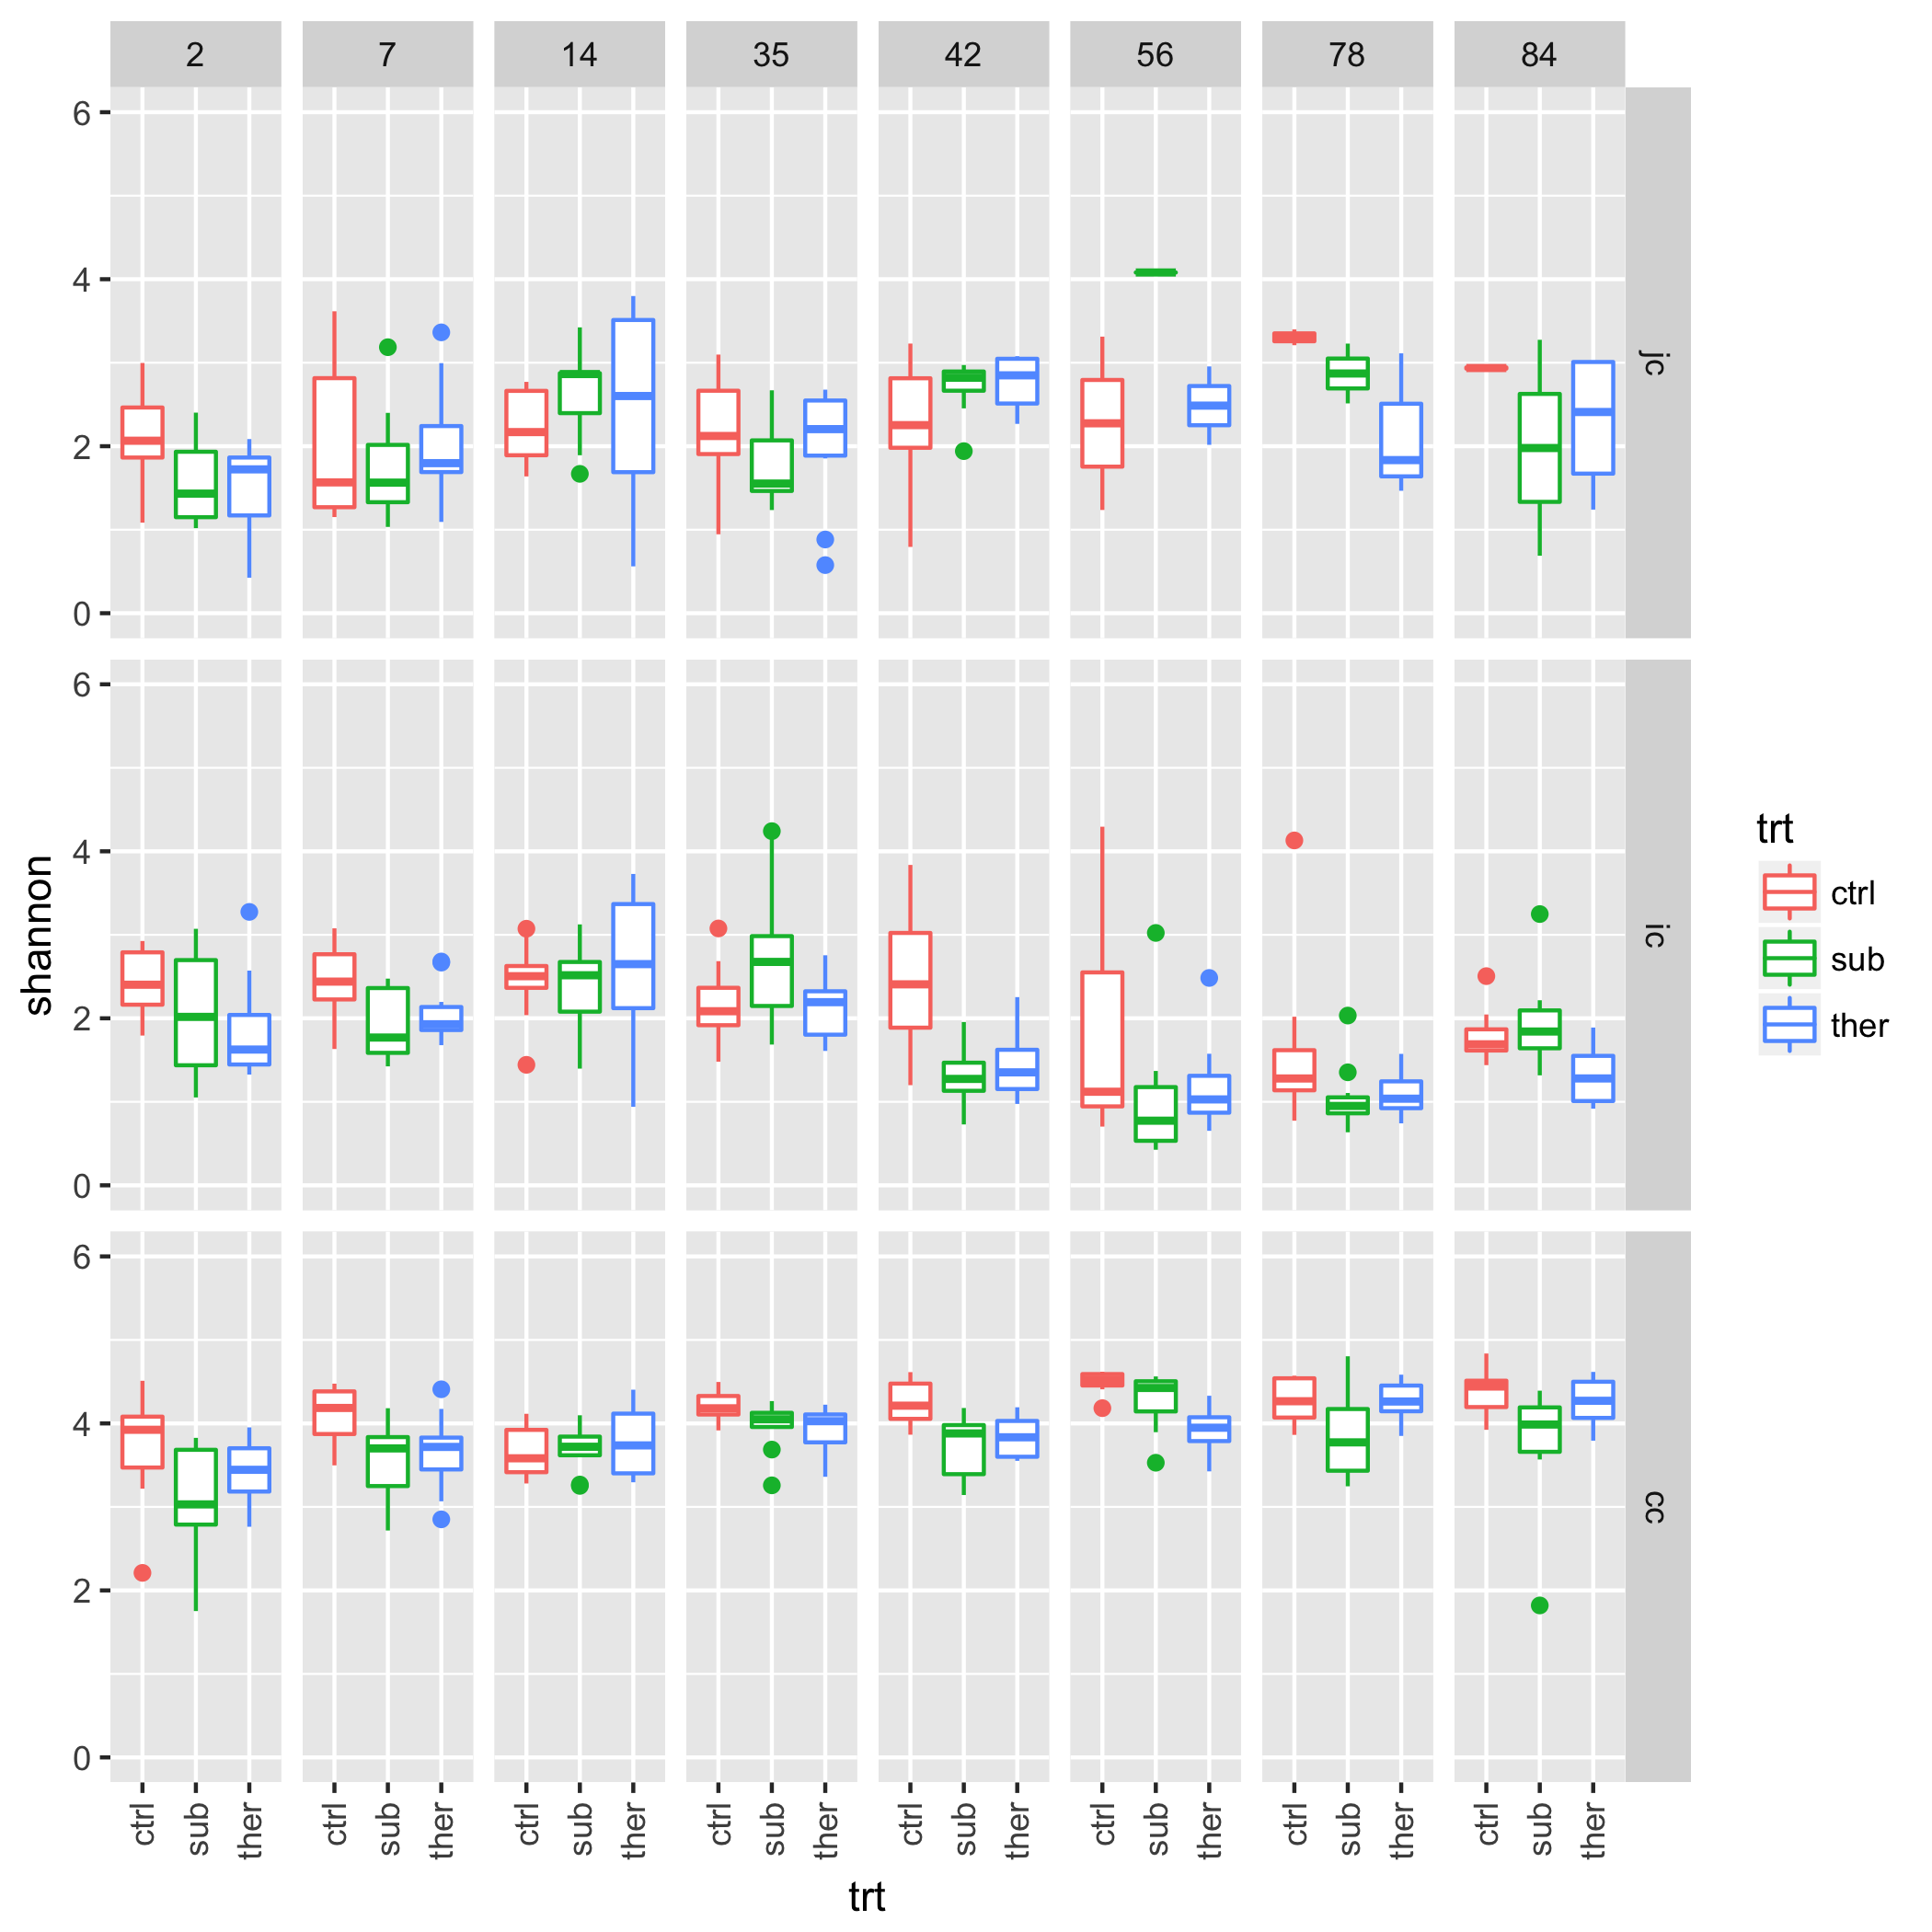 2 7 14 35 42 56 78 84
6
4
2
0
jc
6
4
2
0
ic
6
4
2
0
cc
shannon
ctrl sub ther ctrl sub ther ctrl sub ther ctrl sub ther ctrl sub ther ctrl sub ther ctrl sub ther ctrl sub ther
trt
trt
ctrl
sub
ther